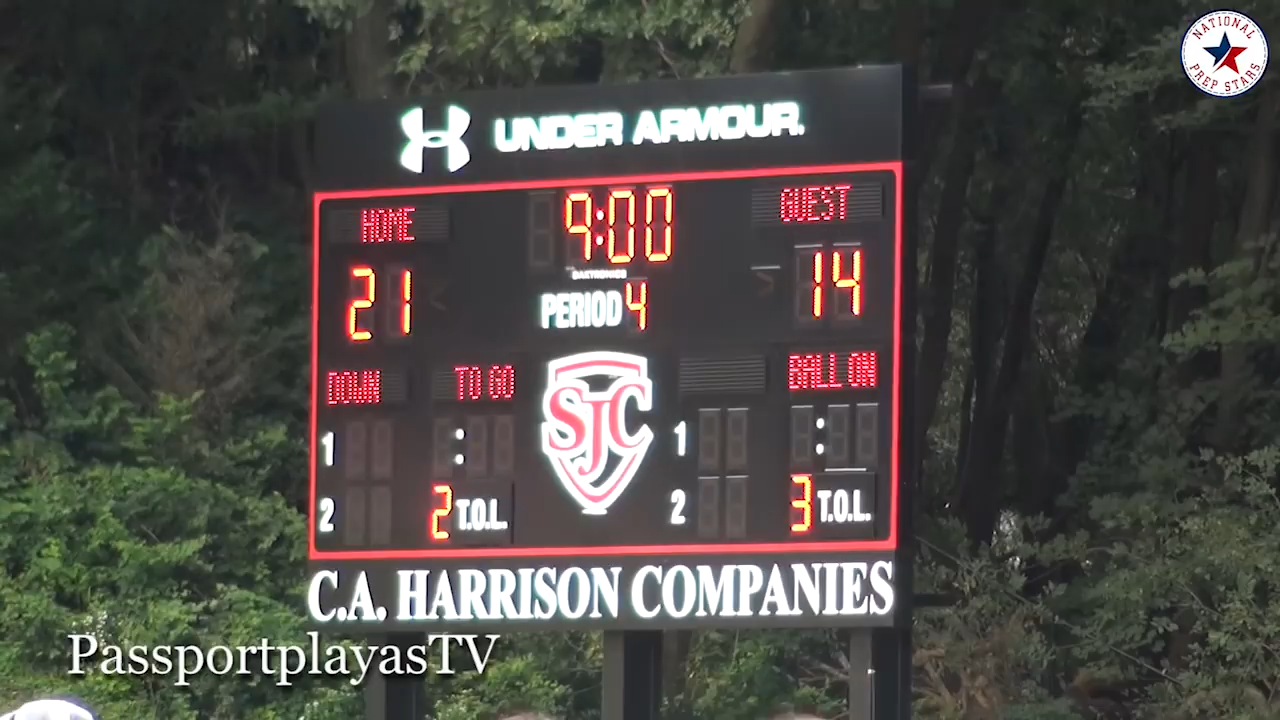 NATIONAL
PREP STARS
UNDER ARMOUR.
HOME
9:00
GUEST
DAKTRONICS
21
PERIOD 4
14
DOWN
TO GO
BALL ON
SJC
1
:
1
:
2
2 T.O.L.
2
3 T.O.L.
C.A. HARRISON COMPANIES
PassportplayasTV